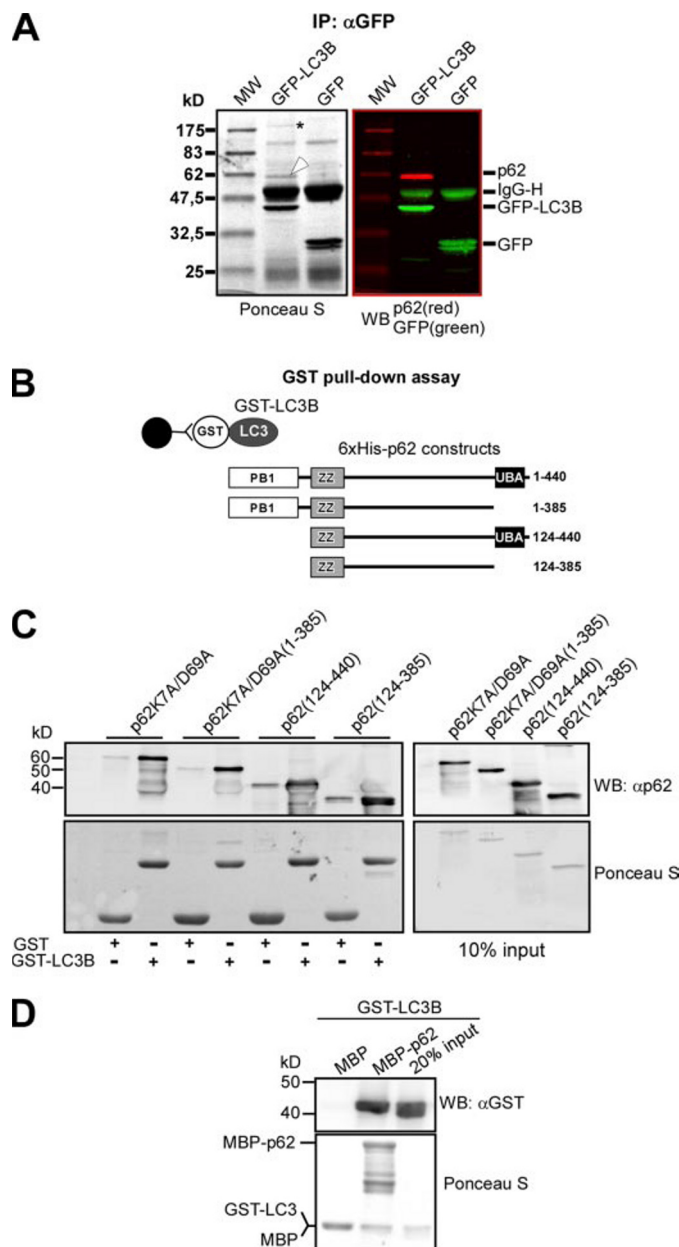 A
IP: αGFP
MW
GFP-LC3B
GFP
MW
GFP-LC3B
GFP
kD
175
83
62
47,5
32,5
25
*
p62
IgG-H
GFP-LC3B
GFP
Ponceau S
WB p62(red)
GFP(green)
B
GST pull-down assay
GST-LC3B
GST LC3
6xHis-p62 constructs
PB1 ZZ UBA 1-440
PB1 ZZ 1-385
ZZ UBA 124-440
ZZ 124-385
C
p62K7A/D69A
p62K7A/D69A(1-385)
p62(124-440)
p62(124-385)
p62K7A/D69A
p62K7A/D69A(1-385)
p62(124-440)
p62(124-385)
kD
60
50
40
WB: αp62
Ponceau S
GST + - + - + - + -
GST-LC3B - + - + - + - +
10% input
D
GST-LC3B
MBP
MBP-p62
20% input
kD
50
40
WB: αGST
MBP-p62
Ponceau S
GST-LC3
MBP